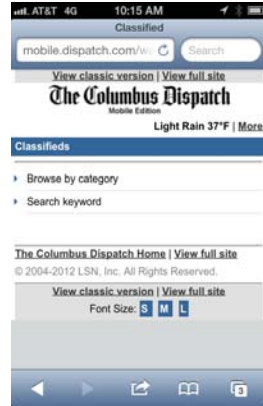 AT&T 4G 10:15 AM
Classified
mobile.dispatch.com/w
Search
View classic version | View full site
The Columbus Dispatch
Mobile Edition
Light Rain 37°F | More
Classifieds
Browse by category
Search keyword
The Columbus Dispatch Home | View full site
© 2004-2012 LSN, Inc. All Rights Reserved.
View classic version | View full site
Font Size: S M L
3